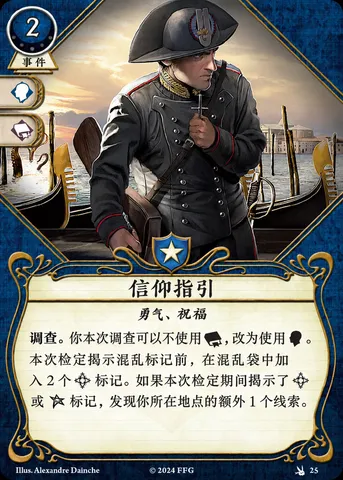 2
事件
信仰指引
勇气、祝福
调查。你本次调查可以不使用，改为使用。
本次检定揭示混乱标记前，在混乱袋中加
入2个标记。如果本次检定期间揭示了
或标记，发现你所在地点的额外1个线索。
Illus. Alexandre Dainche
© 2024 FFG
25